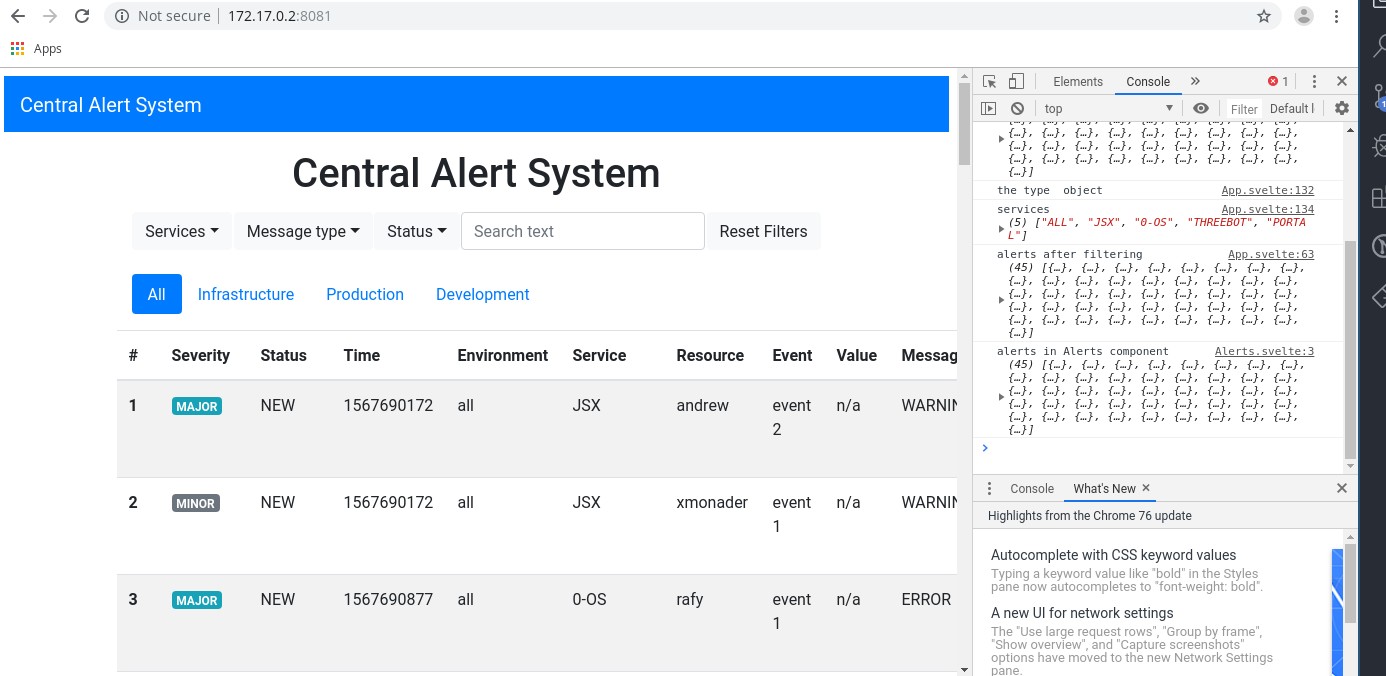 Not secure | 172.17.0.2:8081
Apps
Central Alert System
Central Alert System
Services Message type Status Search text Reset Filters
All Infrastructure Production Development
# Severity Status Time Environment Service Resource Event Value Messag
1 MAJOR NEW 1567690172 all JSX andrew event n/a WARNIN
2
2 MINOR NEW 1567690172 all JSX xmonader event n/a WARNIN
1
3 MAJOR NEW 1567690877 all 0-OS rafy event n/a ERROR
1
Elements Console » 1
top Filter Default l
{…}, {…}, {…}, {…}, {…}, {…}, {…}, {…},
{…}, {…}, {…}, {…}, {…}, {…}, {…}, {…},
{…}, {…}, {…}, {…}, {…}, {…}, {…}, {…},
{…}, {…}, {…}, {…}, {…}, {…}, {…}, {…},
{…}]
the type object App.svelte:132
services App.svelte:134
(5) ["ALL", "JSX", "0-OS", "THREEBOT", "PORTA
L"]
alerts after filtering App.svelte:63
(45) [{…}, {…}, {…}, {…}, {…}, {…}, {…},
{…}, {…}, {…}, {…}, {…}, {…}, {…}, {…},
{…}, {…}, {…}, {…}, {…}, {…}, {…}, {…},
{…}, {…}, {…}, {…}, {…}, {…}, {…}, {…},
{…}, {…}, {…}, {…}, {…}, {…}, {…}, {…},
{…}]
alerts in Alerts component Alerts.svelte:3
(45) [{…}, {…}, {…}, {…}, {…}, {…}, {…},
{…}, {…}, {…}, {…}, {…}, {…}, {…}, {…},
{…}, {…}, {…}, {…}, {…}, {…}, {…}, {…},
{…}, {…}, {…}, {…}, {…}, {…}, {…}, {…},
{…}, {…}, {…}, {…}, {…}, {…}, {…}, {…},
{…}]
Console What's New
Highlights from the Chrome 76 update
Autocomplete with CSS keyword values
Typing a keyword value like "bold" in the Styles
pane now autocompletes to "font-weight: bold".
A new UI for network settings
The "Use large request rows", "Group by frame",
"Show overview", and "Capture screenshots"
options have moved to the new Network Settings
pane.